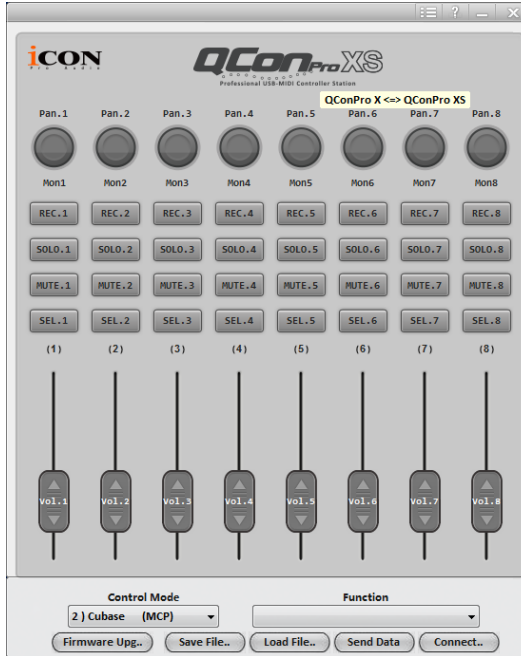 ?
iCON
Pro Audio
QConPro XS
Professional USB-MIDI Controller Station
QConPro X <=> QConPro XS
Pan.1 Pan.2 Pan.3 Pan.4 Pan.5 Pan.6 Pan.7 Pan.8
Mon1 Mon2 Mon3 Mon4 Mon5 Mon6 Mon7 Mon8
REC.1 REC.2 REC.3 REC.4 REC.5 REC.6 REC.7 REC.8
SOLO.1 SOLO.2 SOLO.3 SOLO.4 SOLO.5 SOLO.6 SOLO.7 SOLO.8
MUTE.1 MUTE.2 MUTE.3 MUTE.4 MUTE.5 MUTE.6 MUTE.7 MUTE.8
SEL.1 SEL.2 SEL.3 SEL.4 SEL.5 SEL.6 SEL.7 SEL.8
(1) (2) (3) (4) (5) (6) (7) (8)
Vol.1 Vol.2 Vol.3 Vol.4 Vol.5 Vol.6 Vol.7 Vol.8
Control Mode Function
2 ) Cubase (MCP)
Firmware Upg.. Save File.. Load File.. Send Data Connect..